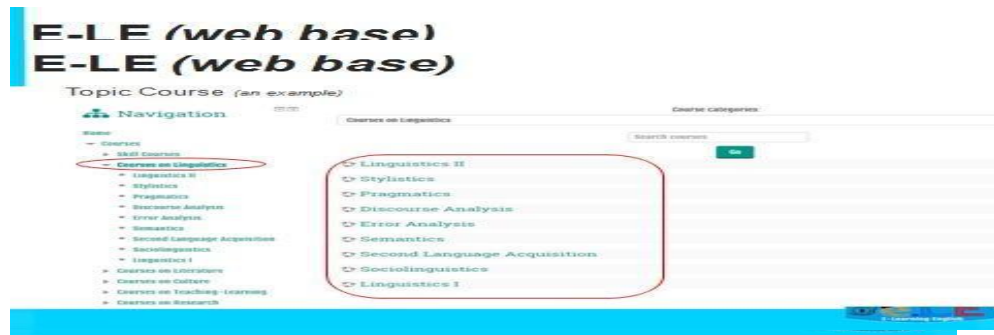 E-LE (web base)
E-LE (web base)
Topic Course (an example)
Navigation
Home
Courses
Skill Courses
Courses on Linguistics
Linguistics II
Stylistics
Pragmatics
Discourse Analysis
Error Analysis
Semantics
Second Language Acquisition
Sociolinguistics
Linguistics I
Courses on Literature
Courses on Culture
Courses on Teaching-Learning
Courses on Research
Course categories
Courses on Linguistics
Search courses
Go
Linguistics II
Stylistics
Pragmatics
Discourse Analysis
Error Analysis
Semantics
Second Language Acquisition
Sociolinguistics
Linguistics I
E-Learning English